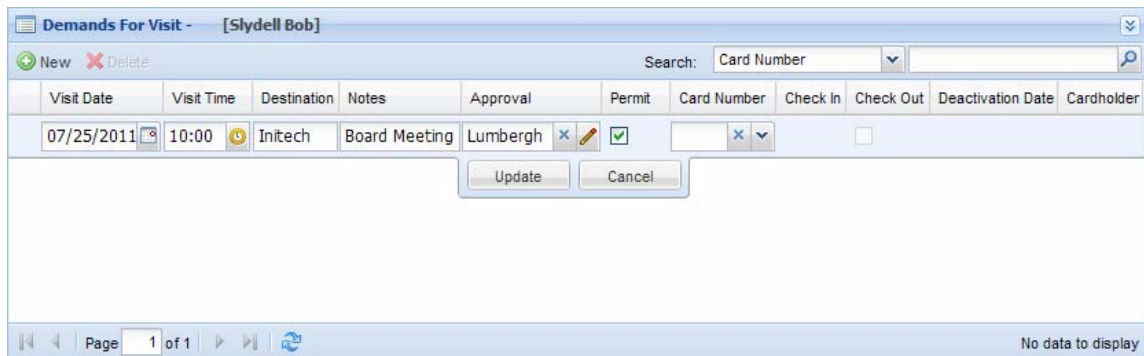 Demands For Visit - [Slydell Bob]
New Delete Search: Card Number
Visit Date Visit Time Destination Notes Approval Permit Card Number Check In Check Out Deactivation Date Cardholder
07/25/2011 10:00 Initech Board Meeting Lumbergh
Update Cancel
Page 1 of 1 No data to display